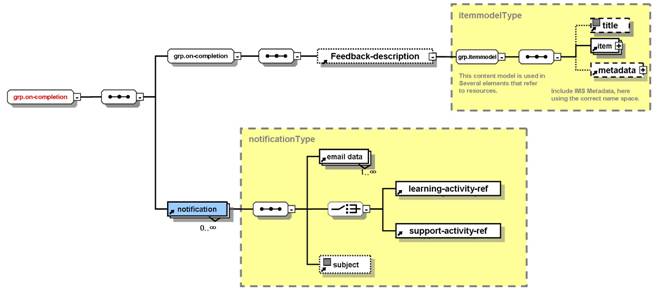 itemmodelType
title
grp.on-completion
Feedback-description
grp.itemmodel
item
metadata
This content model is used in
Several elements that refer
to resources.
Include IMS Metadata, here
using the correct name space.
grp.on-completion
notificationType
email data
1..∞
learning-activity-ref
notification
0..∞
support-activity-ref
subject